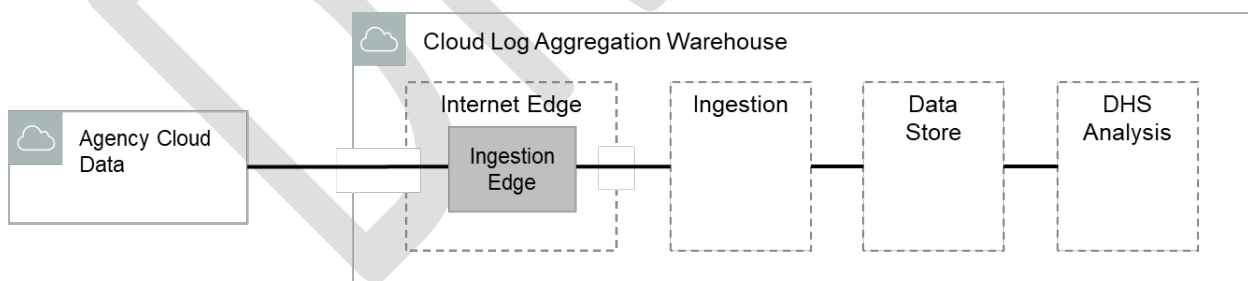 Cloud Log Aggregation Warehouse
Agency Cloud
Data
Internet Edge
Ingestion
Edge
Ingestion
Data
Store
DHS
Analysis